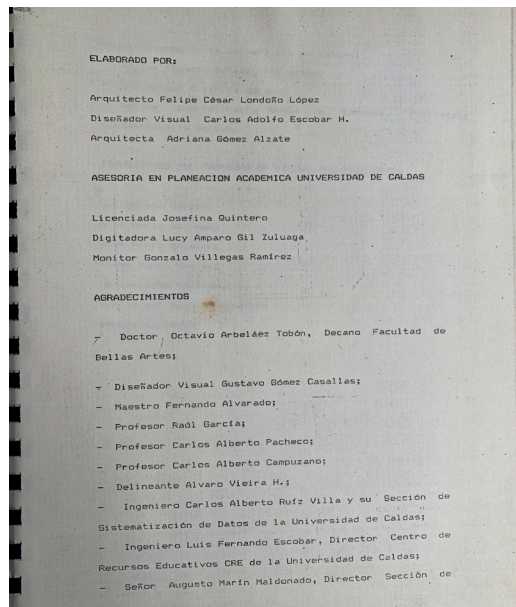 ELABORADO POR:
Arquitecto Felipe César Londoño López
Diseñador Visual Carlos Adolfo Escobar H.
Arquitecta Adriana Gómez Alzate
ASESORIA EN PLANEACION ACADEMICA UNIVERSIDAD DE CALDAS
Licenciada Josefina Quintero
Digitadora Lucy Amparo Gil Zuluaga
Monitor Gonzalo Villegas Ramírez
AGRADECIMIENTOS
- Doctor Octavio Arbeláez Tobón, Decano Facultad de
Bellas Artes;
- Diseñador Visual Gustavo Gómez Casallas;
- Maestro Fernando Alvarado;
- Profesor Raúl García;
- Profesor Carlos Alberto Pacheco;
- Profesor Carlos Alberto Campuzano;
- Delineante Alvaro Vieira H.;
- Ingeniero Carlos Alberto Ruíz Villa y su Sección de
Sistematización de Datos de la Universidad de Caldas;
- Ingeniero Luis Fernando Escobar, Director Centro de
Recursos Educativos CRE de la Universidad de Caldas;
- Señor Augusto Marín Maldonado, Director Sección de